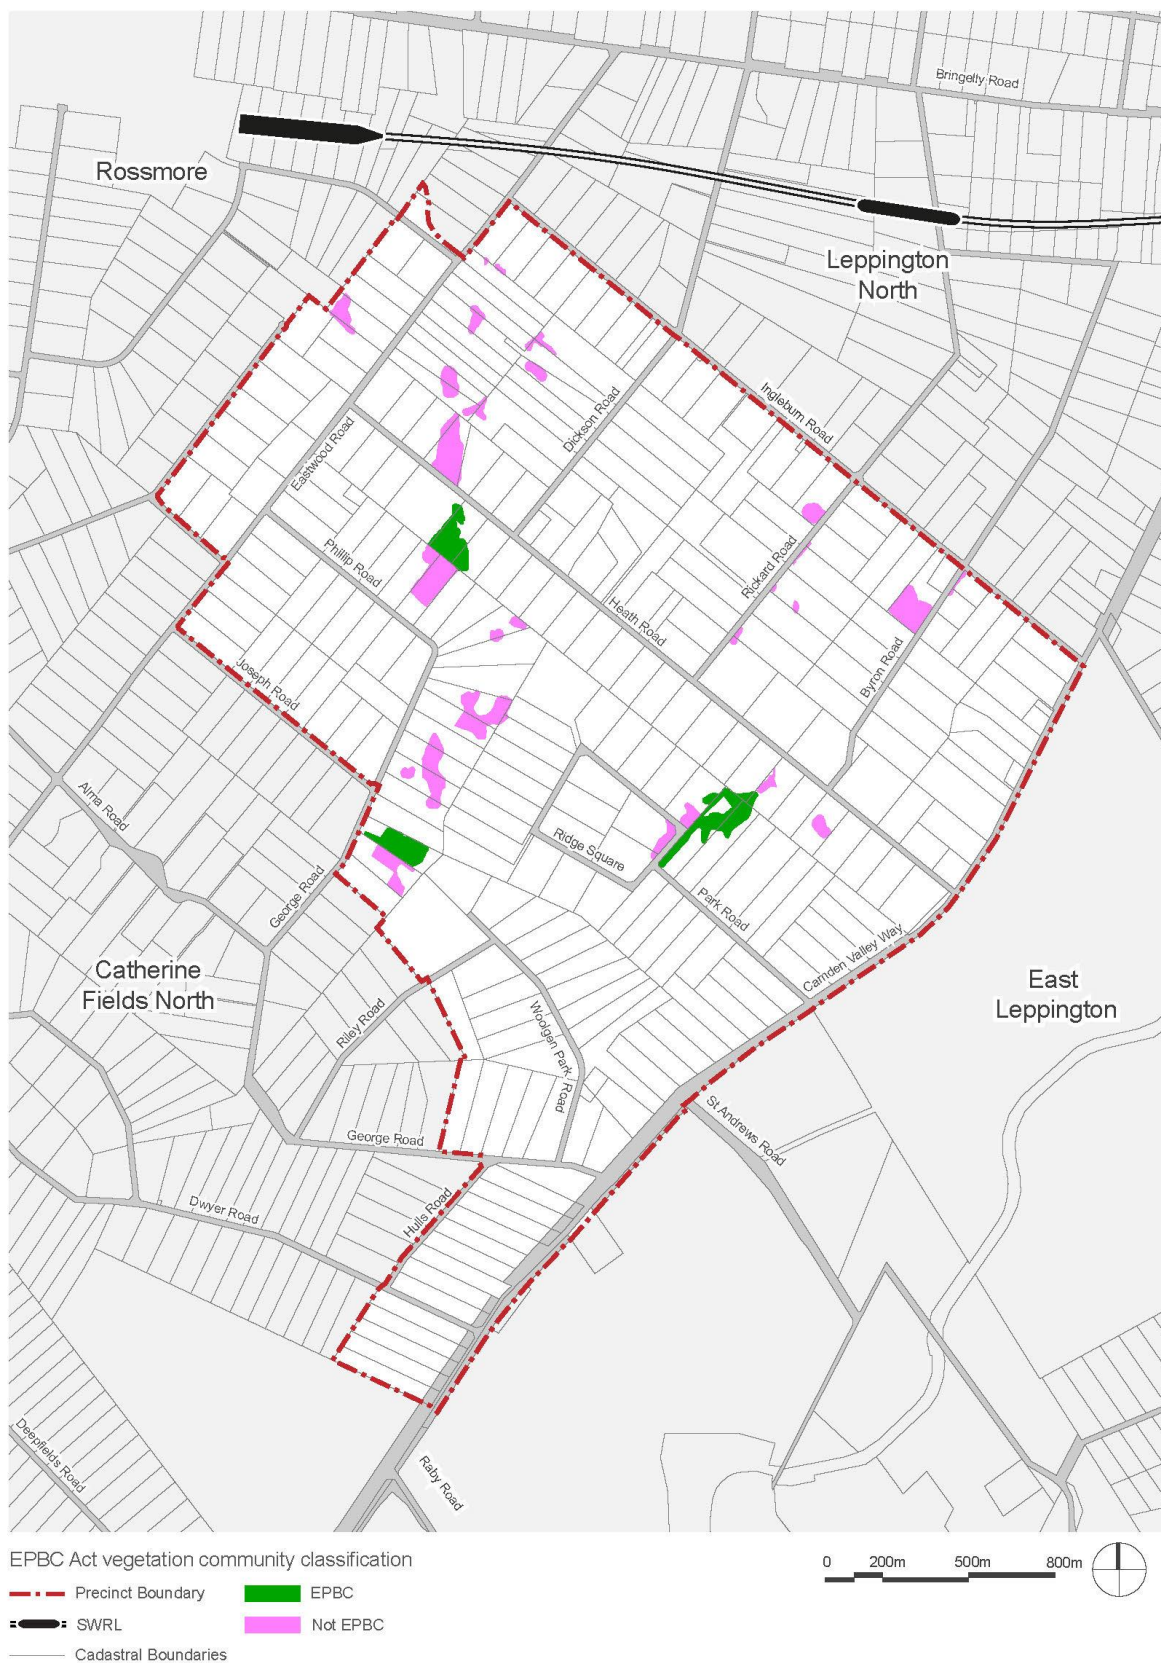 Bringelly Road
Rossmore
Leppington
North
Ingleburn Road
Dickson Road
Eastwood Road
Rickard Road
Phillip Road
Heath Road
Byron Road
Joseph Road
Alma Road
Ridge Square
George Road
Park Road
Camden Valley Way
Catherine
Fields North
East
Leppington
Riley Road
Woolgen Park
Road
St Andrews Road
George Road
Hulls Road
Dwyer Road
Deepfields Road
Raby Road
EPBC Act vegetation community classification
0 200m 500m 800m
Precinct Boundary EPBC
SWRL Not EPBC
Cadastral Boundaries